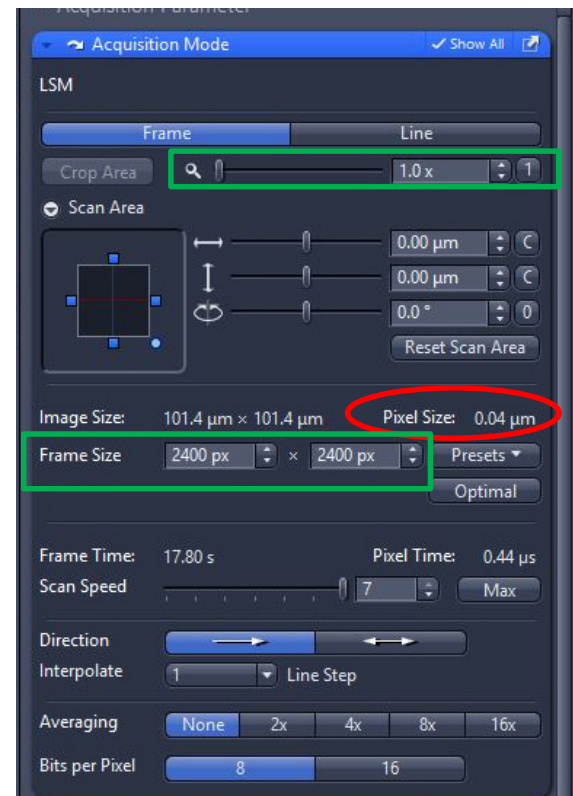 Acquisition Parameter
Acquisition Mode Show All
LSM
Frame Line
Crop Area 1.0 x 1
Scan Area
0.00 µm C
0.00 µm C
0.0 ° 0
Reset Scan Area
Image Size: 101.4 µm × 101.4 µm Pixel Size: 0.04 µm
Frame Size 2400 px × 2400 px Presets
Optimal
Frame Time: 17.80 s Pixel Time: 0.44 µs
Scan Speed 7 Max
Direction
Interpolate 1 Line Step
Averaging None 2x 4x 8x 16x
Bits per Pixel 8 16